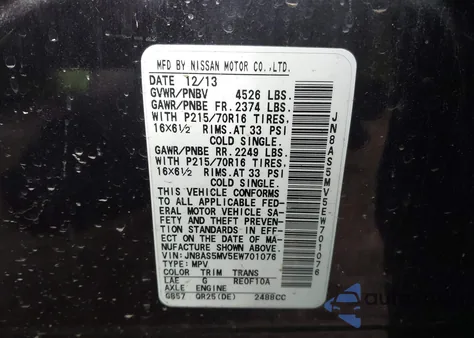 MFD BY NISSAN MOTOR CO.,LTD.
DATE 12/13
GVWR/PNBV 4526 LBS.
GAWR/PNBE FR. 2374 LBS.
WITH P215/70R16 TIRES.
16X6½ RIMS.AT 33 PSI
COLD SINGLE.
GAWR/PNBE RR. 2249 LBS.
WITH P215/70R16 TIRES.
16X6½ RIMS.AT 33 PSI
COLD SINGLE.
THIS VEHICLE CONFORMS
TO ALL APPLICABLE FED-
ERAL MOTOR VEHICLE SA-
FETY AND THEFT PREVEN-
TION STANDARDS IN EFF-
ECT ON THE DATE OF MA-
NUFACTURE SHOWN ABOVE.
VIN:JN8AS5MV5EW701076
TYPE: MPV
COLOR TRIM TRANS
LAE G RE0F10A
AXLE ENGINE
GB57 QR25(DE) 2488CC
JN8AS5MV5EW701076